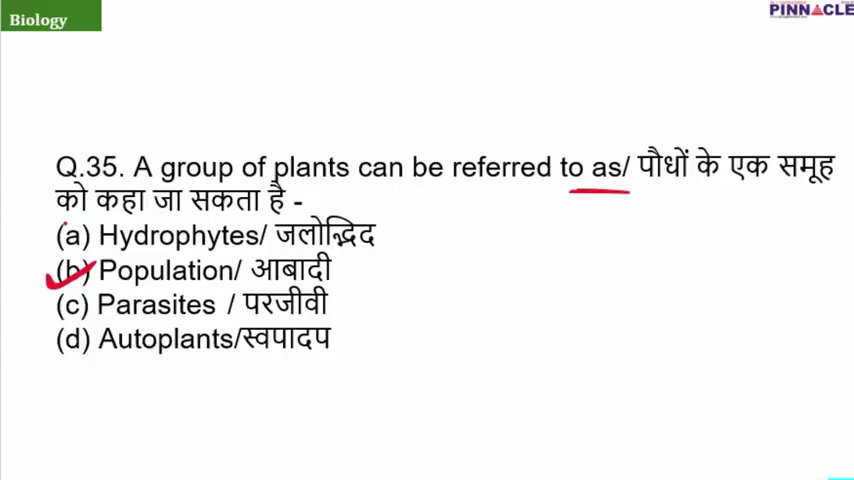 Biology
PINNACLE
Q.35. A group of plants can be referred to as/ पौधों के एक समूह
को कहा जा सकता है -
(a) Hydrophytes/ जलोद्भिद
(b) Population/ आबादी
(c) Parasites / परजीवी
(d) Autoplants/स्वपादप